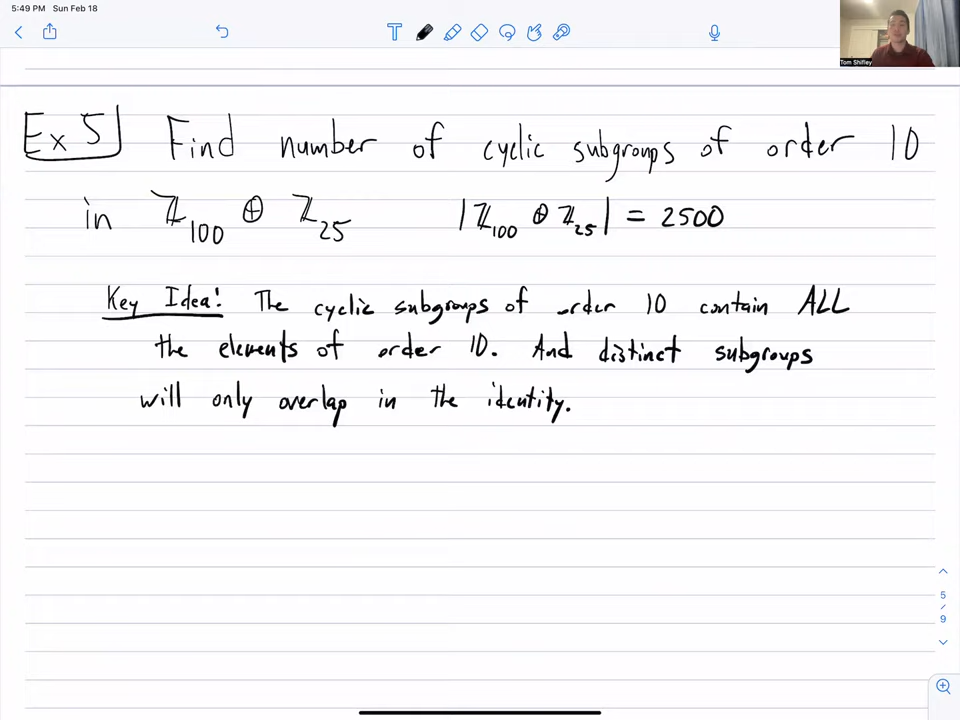 5:49 PM Sun Feb 18
T
Tom Shifley
Ex 5 Find number of cyclic subgroups of order 10
in ℤ₁₀₀ ⊕ ℤ₂₅ |ℤ₁₀₀ ⊕ ℤ₂₅| = 2500
Key Idea! The cyclic subgroups of order 10 contain ALL
the elements of order 10. And distinct subgroups
will only overlap in the identity.
5
/
9